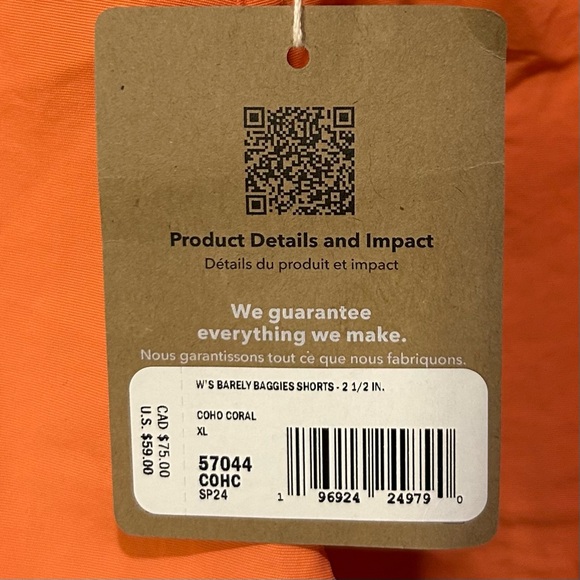 Product Details and Impact
Détails du produit et impact
We guarantee
everything we make.
Nous garantissons tout ce que nous fabriquons.
W'S BARELY BAGGIES SHORTS - 2 1/2 IN.
COHO CORAL
XL
57044
COHC
SP24
CAD $75.00
U.S. $59.00
1 96924 24979 0